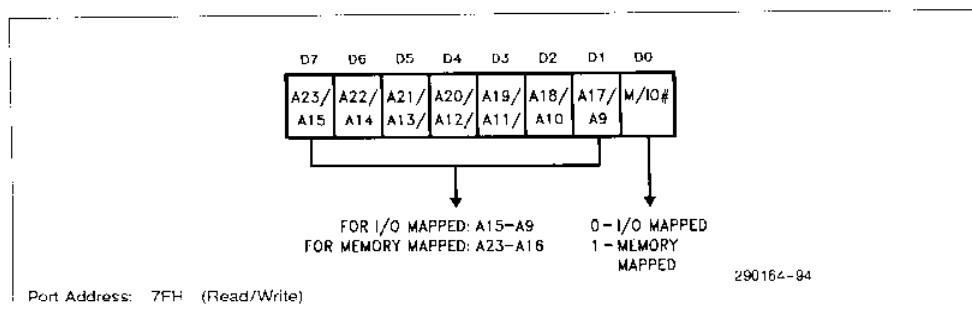 D7 D6 D5 D4 D3 D2 D1 D0
A23/ A22/ A21/ A20/ A19/ A18/ A17/ M/IO#
A15 A14 A13/ A12/ A11/ A10 A9
FOR I/O MAPPED: A15-A9 0-I/O MAPPED
FOR MEMORY MAPPED: A23-A16 1-MEMORY
MAPPED
290164-94
Port Address: 7FH (Read/Write)